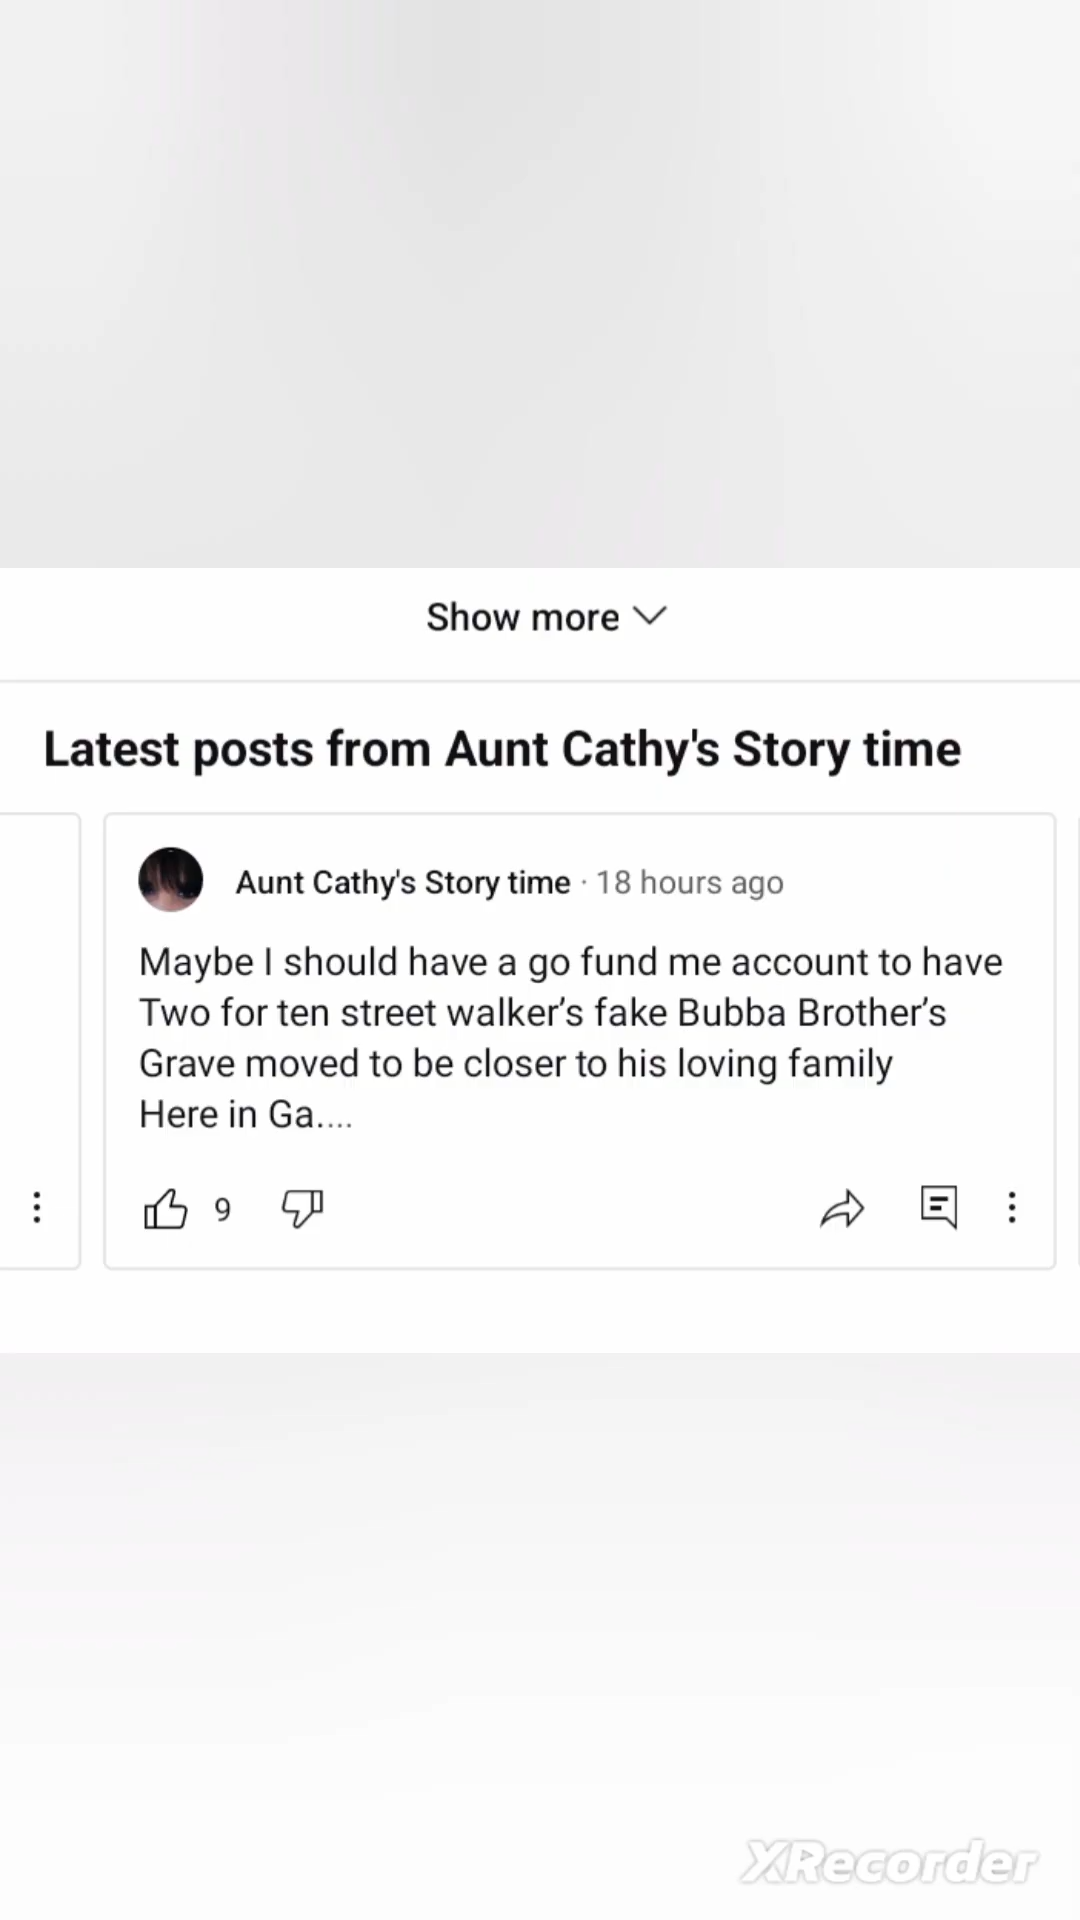 Show more
Latest posts from Aunt Cathy's Story time
Aunt Cathy's Story time · 18 hours ago
Maybe I should have a go fund me account to have
Two for ten street walker’s fake Bubba Brother’s
Grave moved to be closer to his loving family
Here in Ga....
9
XRecorder